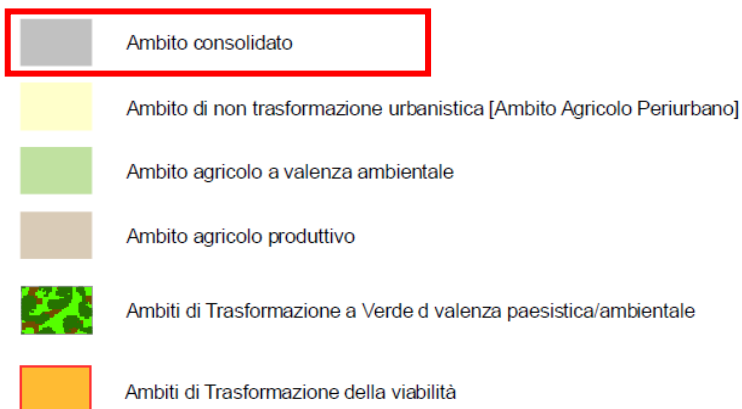 Ambito consolidato
Ambito di non trasformazione urbanistica [Ambito Agricolo Periurbano]
Ambito agricolo a valenza ambientale
Ambito agricolo produttivo
Ambiti di Trasformazione a Verde d valenza paesistica/ambientale
Ambiti di Trasformazione della viabilità